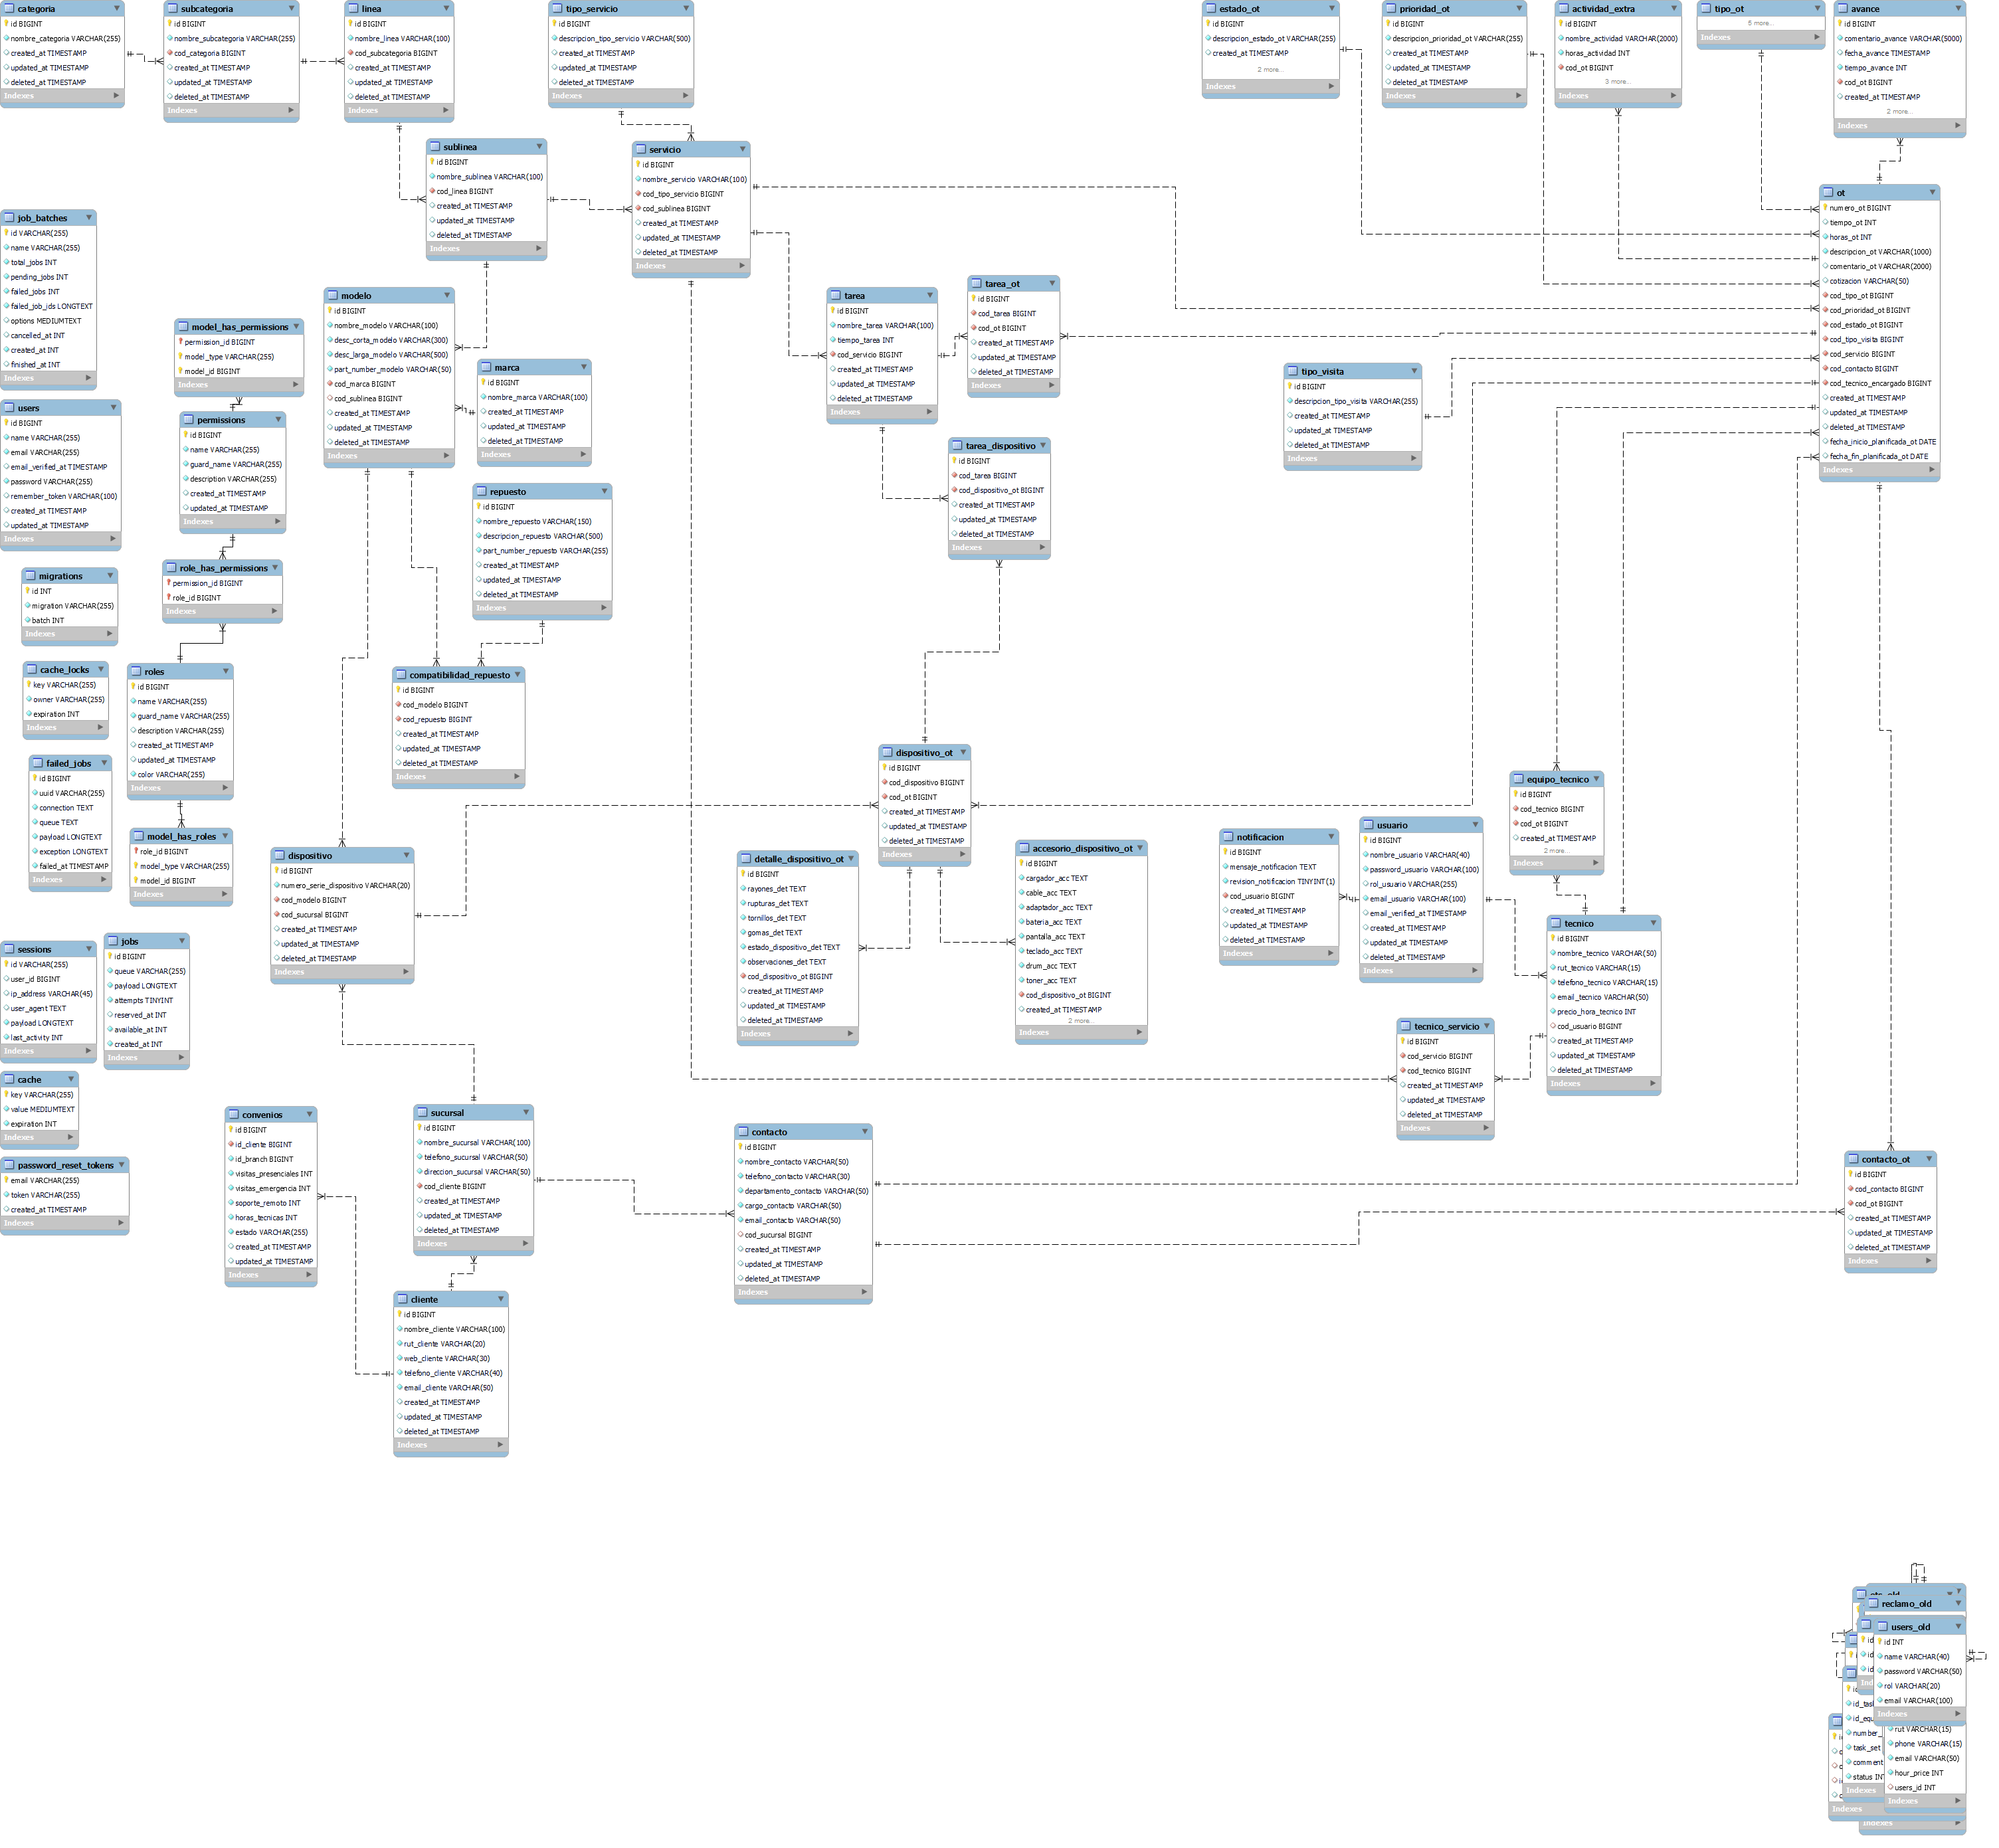 categoria
id BIGINT
nombre_categoria VARCHAR(255)
created_at TIMESTAMP
updated_at TIMESTAMP
deleted_at TIMESTAMP
Indexes
subcategoria
id BIGINT
nombre_subcategoria VARCHAR(255)
cod_categoria BIGINT
created_at TIMESTAMP
updated_at TIMESTAMP
deleted_at TIMESTAMP
Indexes
linea
id BIGINT
nombre_linea VARCHAR(100)
cod_subcategoria BIGINT
created_at TIMESTAMP
updated_at TIMESTAMP
deleted_at TIMESTAMP
Indexes
tipo_servicio
id BIGINT
descripcion_tipo_servicio VARCHAR(500)
created_at TIMESTAMP
updated_at TIMESTAMP
deleted_at TIMESTAMP
Indexes
estado_ot
id BIGINT
descripcion_estado_ot VARCHAR(255)
created_at TIMESTAMP
2 more...
Indexes
prioridad_ot
id BIGINT
descripcion_prioridad_ot VARCHAR(255)
created_at TIMESTAMP
updated_at TIMESTAMP
deleted_at TIMESTAMP
Indexes
actividad_extra
id BIGINT
nombre_actividad VARCHAR(2000)
horas_actividad INT
cod_ot BIGINT
3 more...
Indexes
tipo_ot
5 more...
Indexes
avance
id BIGINT
comentario_avance VARCHAR(5000)
fecha_avance TIMESTAMP
tiempo_avance INT
cod_ot BIGINT
created_at TIMESTAMP
2 more...
Indexes
sublinea
id BIGINT
nombre_sublinea VARCHAR(100)
cod_linea BIGINT
created_at TIMESTAMP
updated_at TIMESTAMP
deleted_at TIMESTAMP
Indexes
servicio
id BIGINT
nombre_servicio VARCHAR(100)
cod_tipo_servicio BIGINT
cod_sublinea BIGINT
created_at TIMESTAMP
updated_at TIMESTAMP
deleted_at TIMESTAMP
Indexes
ot
numero_ot BIGINT
tiempo_ot INT
horas_ot INT
descripcion_ot VARCHAR(1000)
comentario_ot VARCHAR(2000)
cotizacion VARCHAR(50)
cod_tipo_ot BIGINT
cod_prioridad_ot BIGINT
cod_estado_ot BIGINT
cod_tipo_visita BIGINT
cod_servicio BIGINT
cod_contacto BIGINT
cod_tecnico_encargado BIGINT
created_at TIMESTAMP
updated_at TIMESTAMP
deleted_at TIMESTAMP
fecha_inicio_planificada_ot DATE
fecha_fin_planificada_ot DATE
Indexes
job_batches
id VARCHAR(255)
name VARCHAR(255)
total_jobs INT
pending_jobs INT
failed_jobs INT
failed_job_ids LONGTEXT
options MEDIUMTEXT
cancelled_at INT
created_at INT
finished_at INT
Indexes
modelo
id BIGINT
nombre_modelo VARCHAR(100)
desc_corta_modelo VARCHAR(300)
desc_larga_modelo VARCHAR(500)
part_number_modelo VARCHAR(50)
cod_marca BIGINT
cod_sublinea BIGINT
created_at TIMESTAMP
updated_at TIMESTAMP
deleted_at TIMESTAMP
Indexes
tarea
id BIGINT
nombre_tarea VARCHAR(100)
tiempo_tarea INT
cod_servicio BIGINT
created_at TIMESTAMP
updated_at TIMESTAMP
deleted_at TIMESTAMP
Indexes
tarea_ot
id BIGINT
cod_tarea BIGINT
cod_ot BIGINT
created_at TIMESTAMP
updated_at TIMESTAMP
deleted_at TIMESTAMP
Indexes
model_has_permissions
permission_id BIGINT
model_type VARCHAR(255)
model_id BIGINT
Indexes
marca
id BIGINT
nombre_marca VARCHAR(100)
created_at TIMESTAMP
updated_at TIMESTAMP
deleted_at TIMESTAMP
Indexes
tipo_visita
id BIGINT
descripcion_tipo_visita VARCHAR(255)
created_at TIMESTAMP
updated_at TIMESTAMP
deleted_at TIMESTAMP
Indexes
users
id BIGINT
name VARCHAR(255)
email VARCHAR(255)
email_verified_at TIMESTAMP
password VARCHAR(255)
remember_token VARCHAR(100)
created_at TIMESTAMP
updated_at TIMESTAMP
Indexes
permissions
id BIGINT
name VARCHAR(255)
guard_name VARCHAR(255)
description VARCHAR(255)
created_at TIMESTAMP
updated_at TIMESTAMP
Indexes
tarea_dispositivo
id BIGINT
cod_tarea BIGINT
cod_dispositivo_ot BIGINT
created_at TIMESTAMP
updated_at TIMESTAMP
deleted_at TIMESTAMP
Indexes
repuesto
id BIGINT
nombre_repuesto VARCHAR(150)
descripcion_repuesto VARCHAR(500)
part_number_repuesto VARCHAR(255)
created_at TIMESTAMP
updated_at TIMESTAMP
deleted_at TIMESTAMP
Indexes
migrations
id INT
migration VARCHAR(255)
batch INT
Indexes
role_has_permissions
permission_id BIGINT
role_id BIGINT
Indexes
cache_locks
key VARCHAR(255)
owner VARCHAR(255)
expiration INT
Indexes
roles
id BIGINT
name VARCHAR(255)
guard_name VARCHAR(255)
description VARCHAR(255)
created_at TIMESTAMP
updated_at TIMESTAMP
color VARCHAR(255)
Indexes
compatibilidad_repuesto
id BIGINT
cod_modelo BIGINT
cod_repuesto BIGINT
created_at TIMESTAMP
updated_at TIMESTAMP
deleted_at TIMESTAMP
Indexes
failed_jobs
id BIGINT
uuid VARCHAR(255)
connection TEXT
queue TEXT
payload LONGTEXT
exception LONGTEXT
failed_at TIMESTAMP
Indexes
dispositivo_ot
id BIGINT
cod_dispositivo BIGINT
cod_ot BIGINT
created_at TIMESTAMP
updated_at TIMESTAMP
deleted_at TIMESTAMP
Indexes
equipo_tecnico
id BIGINT
cod_tecnico BIGINT
cod_ot BIGINT
created_at TIMESTAMP
2 more...
Indexes
model_has_roles
role_id BIGINT
model_type VARCHAR(255)
model_id BIGINT
Indexes
dispositivo
id BIGINT
numero_serie_dispositivo VARCHAR(20)
cod_modelo BIGINT
cod_sucursal BIGINT
created_at TIMESTAMP
updated_at TIMESTAMP
deleted_at TIMESTAMP
Indexes
detalle_dispositivo_ot
id BIGINT
rayones_det TEXT
rupturas_det TEXT
tornillos_det TEXT
gomas_det TEXT
estado_dispositivo_det TEXT
observaciones_det TEXT
cod_dispositivo_ot BIGINT
created_at TIMESTAMP
updated_at TIMESTAMP
deleted_at TIMESTAMP
Indexes
accesorio_dispositivo_ot
id BIGINT
cargador_acc TEXT
cable_acc TEXT
adaptador_acc TEXT
bateria_acc TEXT
pantalla_acc TEXT
teclado_acc TEXT
drum_acc TEXT
toner_acc TEXT
cod_dispositivo_ot BIGINT
created_at TIMESTAMP
2 more...
Indexes
notificacion
id BIGINT
mensaje_notificacion TEXT
revision_notificacion TINYINT(1)
cod_usuario BIGINT
created_at TIMESTAMP
updated_at TIMESTAMP
deleted_at TIMESTAMP
Indexes
usuario
id BIGINT
nombre_usuario VARCHAR(40)
password_usuario VARCHAR(100)
rol_usuario VARCHAR(255)
email_usuario VARCHAR(100)
email_verified_at TIMESTAMP
created_at TIMESTAMP
updated_at TIMESTAMP
deleted_at TIMESTAMP
Indexes
tecnico
id BIGINT
nombre_tecnico VARCHAR(50)
rut_tecnico VARCHAR(15)
telefono_tecnico VARCHAR(15)
email_tecnico VARCHAR(50)
precio_hora_tecnico INT
cod_usuario BIGINT
created_at TIMESTAMP
updated_at TIMESTAMP
deleted_at TIMESTAMP
Indexes
sessions
id VARCHAR(255)
user_id BIGINT
ip_address VARCHAR(45)
user_agent TEXT
payload LONGTEXT
last_activity INT
Indexes
jobs
id BIGINT
queue VARCHAR(255)
payload LONGTEXT
attempts TINYINT
reserved_at INT
available_at INT
created_at INT
Indexes
tecnico_servicio
id BIGINT
cod_servicio BIGINT
cod_tecnico BIGINT
created_at TIMESTAMP
updated_at TIMESTAMP
deleted_at TIMESTAMP
Indexes
cache
key VARCHAR(255)
value MEDIUMTEXT
expiration INT
Indexes
convenios
id BIGINT
id_cliente BIGINT
id_branch BIGINT
visitas_presenciales INT
visitas_emergencia INT
soporte_remoto INT
horas_tecnicas INT
estado VARCHAR(255)
created_at TIMESTAMP
updated_at TIMESTAMP
Indexes
sucursal
id BIGINT
nombre_sucursal VARCHAR(100)
telefono_sucursal VARCHAR(50)
direccion_sucursal VARCHAR(50)
cod_cliente BIGINT
created_at TIMESTAMP
updated_at TIMESTAMP
deleted_at TIMESTAMP
Indexes
contacto
id BIGINT
nombre_contacto VARCHAR(50)
telefono_contacto VARCHAR(30)
departamento_contacto VARCHAR(50)
cargo_contacto VARCHAR(50)
email_contacto VARCHAR(50)
cod_sucursal BIGINT
created_at TIMESTAMP
updated_at TIMESTAMP
deleted_at TIMESTAMP
Indexes
contacto_ot
id BIGINT
cod_contacto BIGINT
cod_ot BIGINT
created_at TIMESTAMP
updated_at TIMESTAMP
deleted_at TIMESTAMP
Indexes
password_reset_tokens
email VARCHAR(255)
token VARCHAR(255)
created_at TIMESTAMP
Indexes
cliente
id BIGINT
nombre_cliente VARCHAR(100)
rut_cliente VARCHAR(20)
web_cliente VARCHAR(30)
telefono_cliente VARCHAR(40)
email_cliente VARCHAR(50)
created_at TIMESTAMP
updated_at TIMESTAMP
deleted_at TIMESTAMP
Indexes
reclamo_old
users_old
id INT
name VARCHAR(40)
password VARCHAR(50)
rol VARCHAR(20)
email VARCHAR(100)
Indexes
rut VARCHAR(15)
phone VARCHAR(15)
email VARCHAR(50)
hour_price INT
users_id INT
Indexes
number_
task_set
comment
status INT
Indexes
Indexes
Indexes